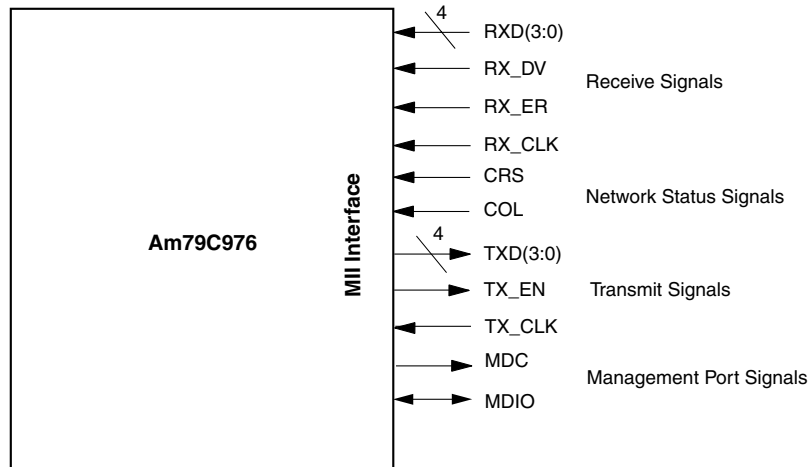 4
RXD(3:0)
RX_DV
Receive Signals
RX_ER
RX_CLK
CRS
Network Status Signals
COL
4
TXD(3:0)
TX_EN
Transmit Signals
TX_CLK
MDC
Management Port Signals
MDIO
Am79C976
MII Interface